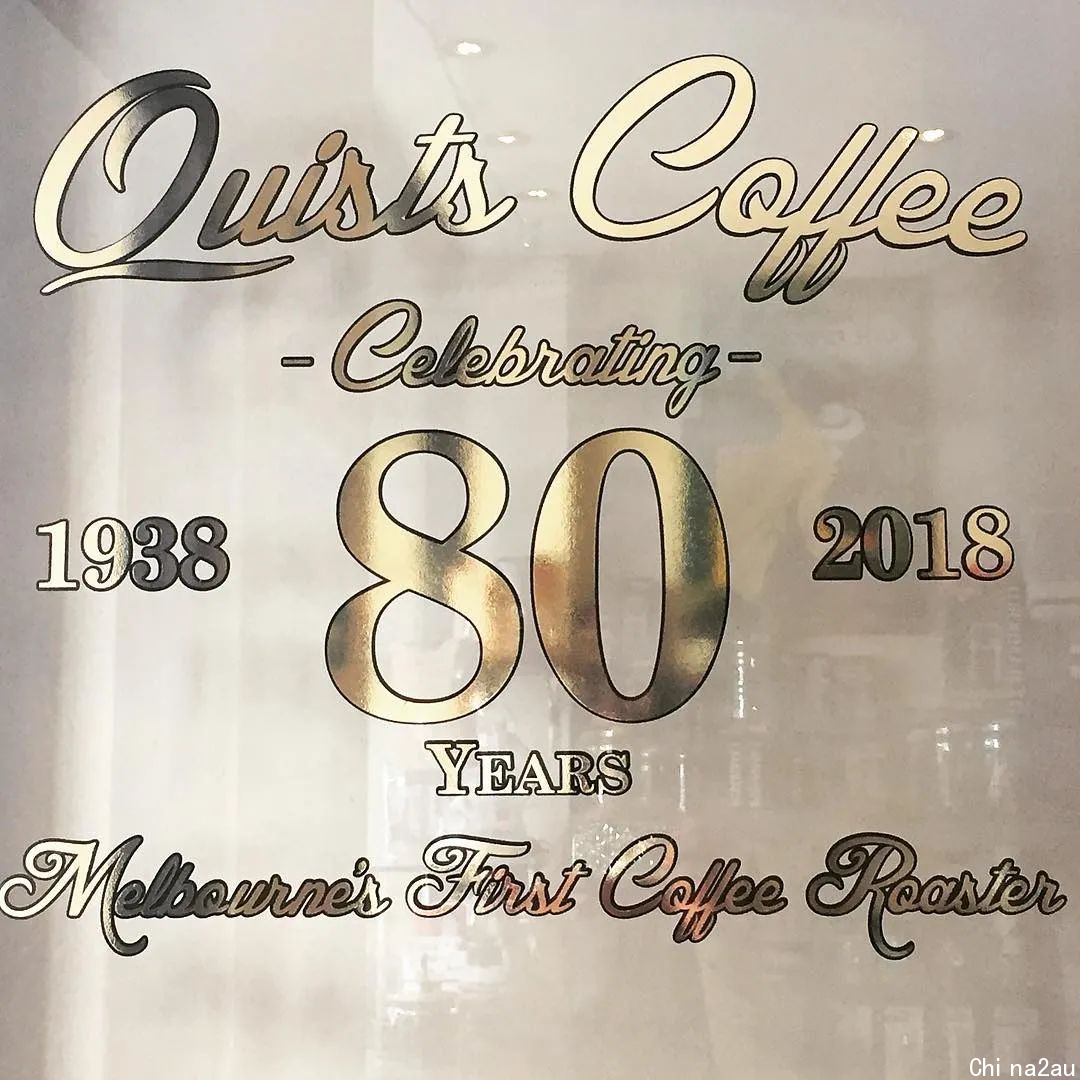 Quists Coffee
- Celebrating -
1938 80 2018
YEARS
Melbourne's First Coffee Roaster
Chi na2au